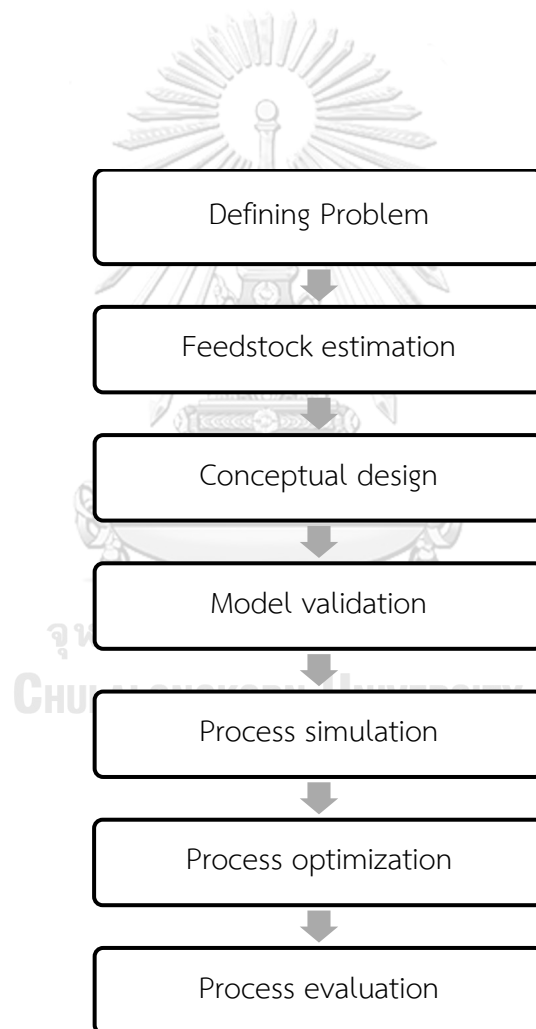 Defining Problem
Feedstock estimation
Conceptual design
Model validation
Process simulation
Process optimization
Process evaluation